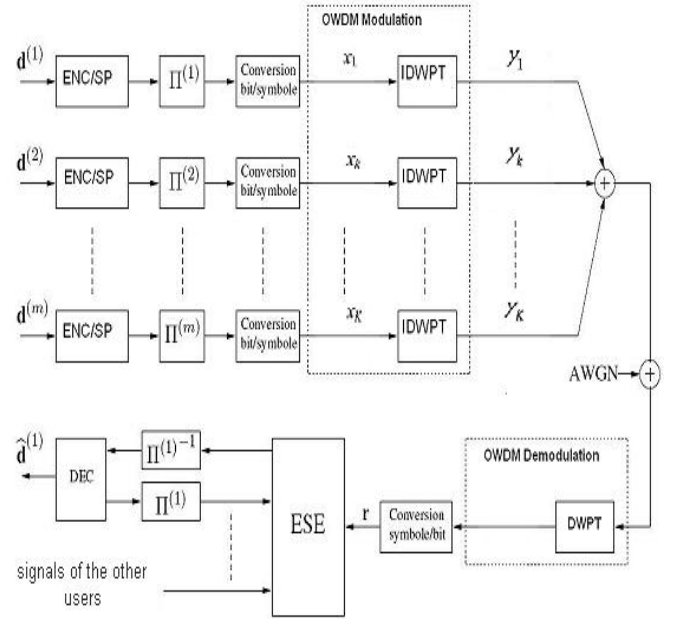 OWDM Modulation
d(1)
ENC/SP
Π(1)
Conversion
bit/symbole
x1
IDWPT
y1
d(2)
ENC/SP
Π(2)
Conversion
bit/symbole
xk
IDWPT
yk
+
d(m)
ENC/SP
Π(m)
Conversion
bit/symbole
xK
IDWPT
yK
AWGN
+
d̂(1)
DEC
Π(1)−1
Π(1)
ESE
r
Conversion
symbole/bit
OWDM Demodulation
DWPT
signals of the other
users